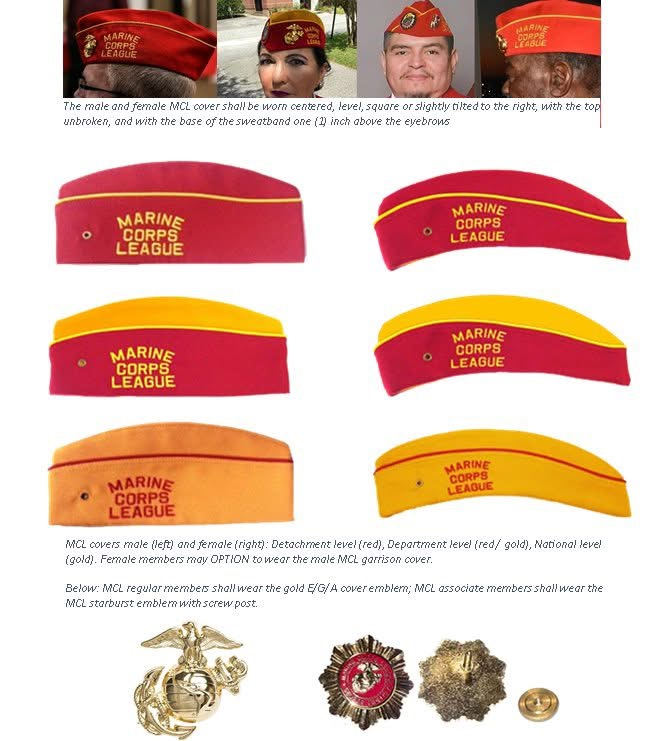 MARINE
CORPS
LEAGUE
MARINE
CORPS
LEAGUE
The male and female MCL cover shall be worn centered, level, square or slightly tilted to the right, with the top
unbroken, and with the base of the sweatband one (1) inch above the eyebrows
MARINE
CORPS
LEAGUE
MARINE
CORPS
LEAGUE
MARINE
CORPS
LEAGUE
MARINE
CORPS
LEAGUE
MARINE
CORPS
LEAGUE
MARINE
CORPS
LEAGUE
MCL covers male (left) and female (right): Detachment level (red), Department level (red/ gold), National level
(gold). Female members may OPTION to wear the male MCL garrison cover.
Below: MCL regular members shall wear the gold E/G/A cover emblem; MCL associate members shall wear the
MCL starburst emblem with screw post.